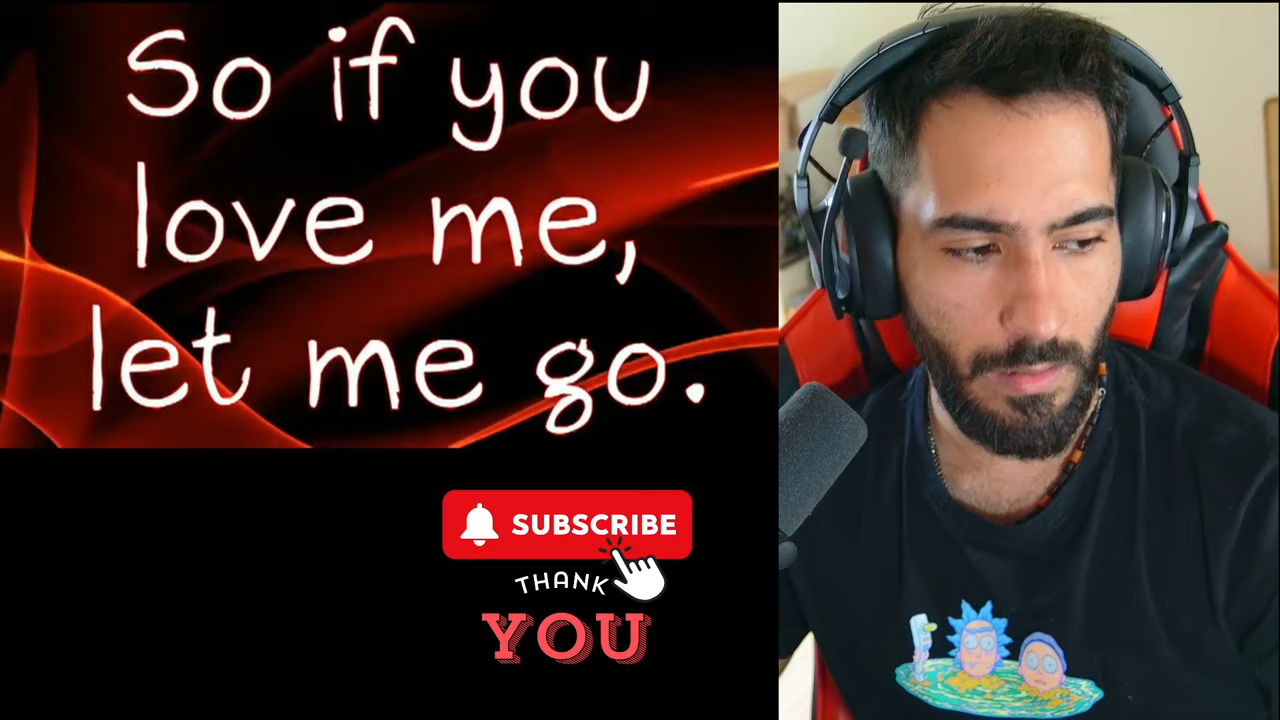 So if you
love me,
let me go.
SUBSCRIBE
THANK
YOU